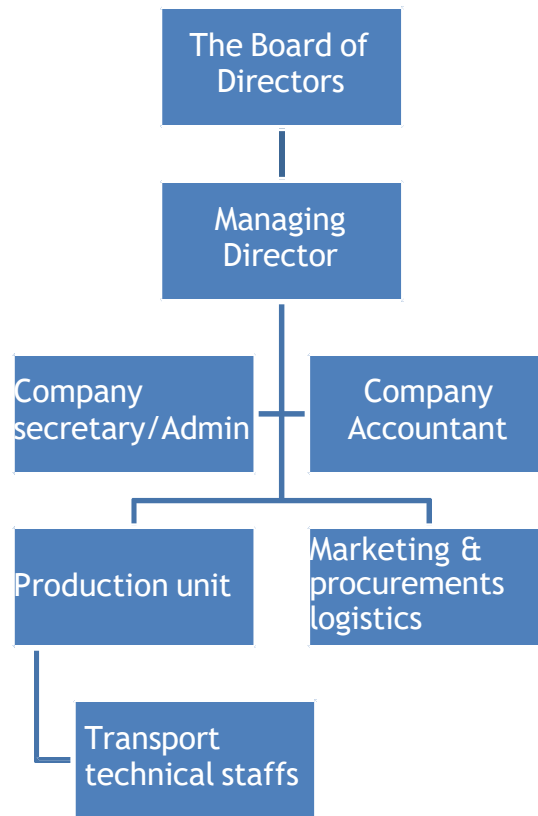 The Board of
Directors
Managing
Director
Company
secretary/Admin
Company
Accountant
Production unit
Marketing &
procurements
logistics
Transport
technical staffs